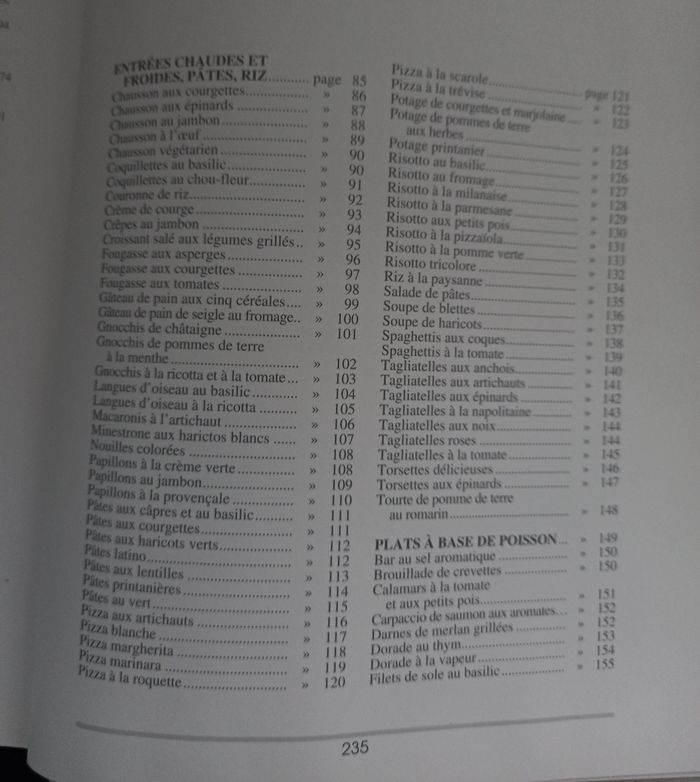 94
74
ENTRÉES CHAUDES ET
FROIDES, PÂTES, RIZ.......... page 85
Chausson aux courgettes.......... » 86
Chausson aux épinards .......... » 87
Chausson au jambon .......... » 88
Chausson à l'œuf .......... » 89
Chausson végétarien .......... » 90
Coquillettes au basilic.......... » 90
Coquillettes au chou-fleur.......... » 91
Couronne de riz .......... » 92
Crème de courge .......... » 93
Crêpes au jambon .......... » 94
Croissant salé aux légumes grillés.. » 95
Fougasse aux asperges .......... » 96
Fougasse aux courgettes .......... » 97
Fougasse aux tomates .......... » 98
Gâteau de pain aux cinq céréales.... » 99
Gâteau de pain de seigle au fromage.. » 100
Gnocchis de châtaigne .......... » 101
Gnocchis de pommes de terre
à la menthe .......... » 102
Gnocchis à la ricotta et à la tomate ... » 103
Langues d'oiseau au basilic .......... » 104
Langues d'oiseau à la ricotta .......... » 105
Macaronis à l'artichaut .......... » 106
Minestrone aux harictos blancs ...... » 107
Nouilles colorées .......... » 108
Papillons à la crème verte .......... » 108
Papillons au jambon.......... » 109
Papillons à la provençale .......... » 110
Pâtes aux câpres et au basilic.......... » 111
Pâtes aux courgettes.......... » 111
Pâtes aux haricots verts.......... » 112
Pâtes latino.......... » 112
Pâtes aux lentilles .......... » 113
Pâtes printanières .......... » 114
Pâtes au vert .......... » 115
Pizza aux artichauts .......... » 116
Pizza blanche .......... » 117
Pizza margherita .......... » 118
Pizza marinara .......... » 119
Pizza à la roquette .......... » 120
Pizza à la scarole.......... page 121
Pizza à la trévise .......... » 122
Potage de courgettes et marjolaine .... » 123
Potage de pommes de terre
aux herbes .......... » 124
Potage printanier .......... » 125
Risotto au basilic .......... » 126
Risotto au fromage .......... » 127
Risotto à la milanaise .......... » 128
Risotto à la parmesane .......... » 129
Risotto aux petits pois.......... » 130
Risotto à la pizzaïola.......... » 131
Risotto à la pomme verte .......... » 133
Risotto tricolore .......... » 132
Riz à la paysanne .......... » 134
Salade de pâtes.......... » 135
Soupe de blettes .......... » 136
Soupe de haricots .......... » 137
Spaghettis aux coques.......... » 138
Spaghettis à la tomate .......... » 139
Tagliatelles aux anchois.......... » 140
Tagliatelles aux artichauts .......... » 141
Tagliatelles aux épinards .......... » 142
Tagliatelles à la napolitaine .......... » 143
Tagliatelles aux noix .......... » 144
Tagliatelles roses .......... » 144
Tagliatelles à la tomate .......... » 145
Torsettes délicieuses .......... » 146
Torsettes aux épinards .......... » 147
Tourte de pomme de terre
au romarin.......... » 148
PLATS À BASE DE POISSON... » 149
Bar au sel aromatique .......... » 150
Brouillade de crevettes .......... » 150
Calamars à la tomate
et aux petits pois.......... » 151
Carpaccio de saumon aux aromates... » 152
Darnes de merlan grillées .......... » 152
Dorade au thym.......... » 153
Dorade à la vapeur .......... » 154
Filets de sole au basilic .......... » 155
235